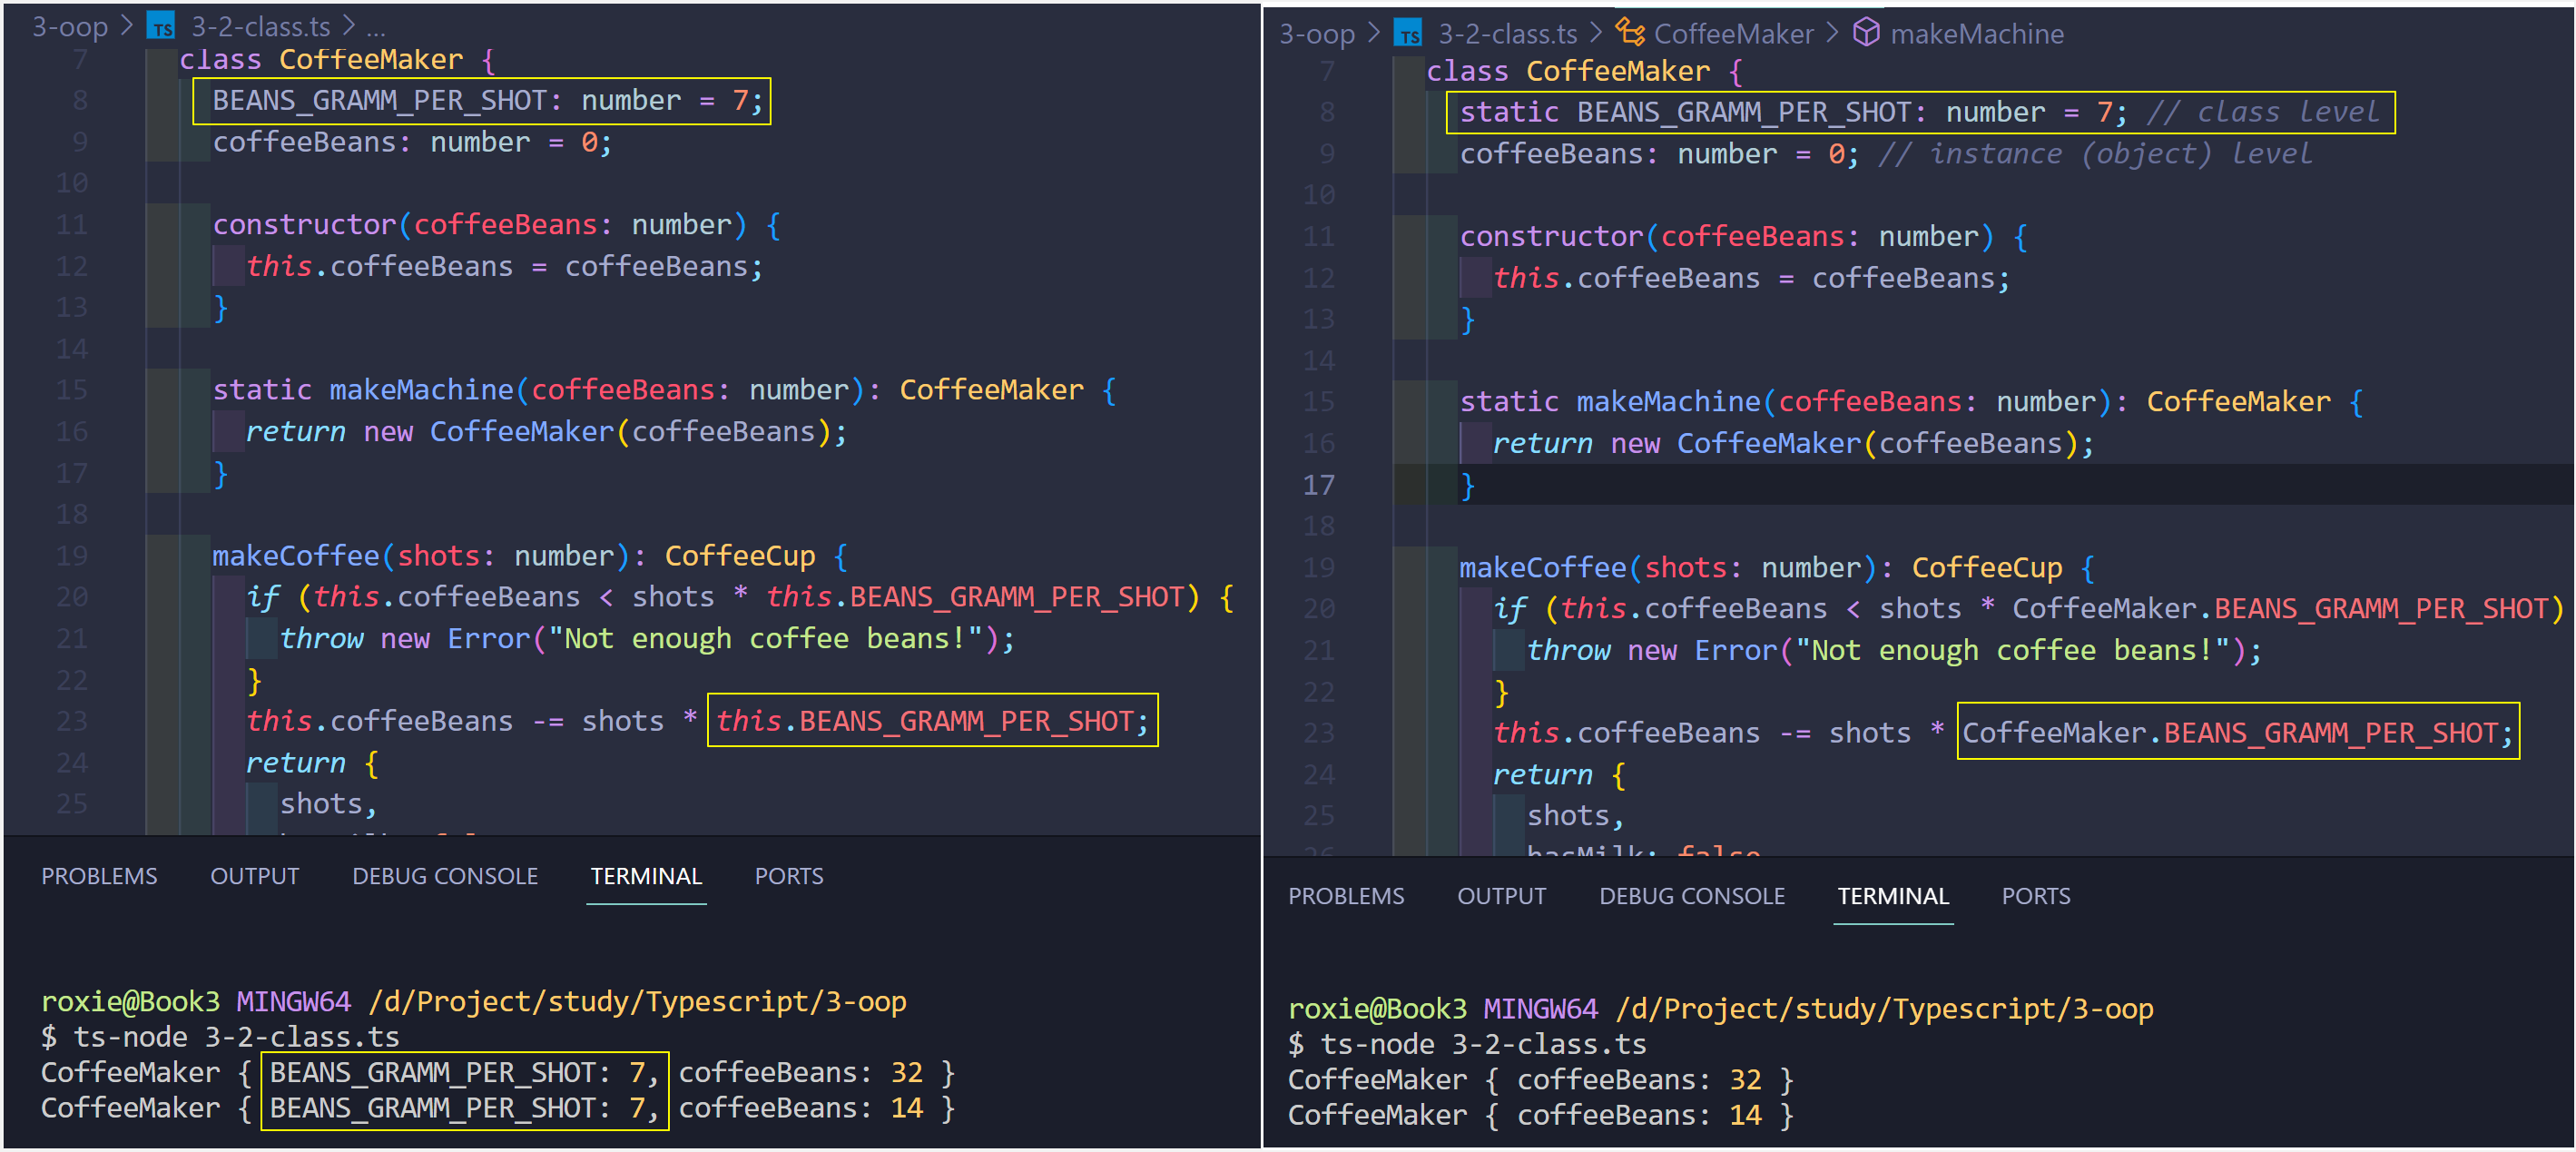 3-oop > TS 3-2-class.ts > ...
7 class CoffeeMaker {
8 BEANS_GRAMM_PER_SHOT: number = 7;
9 coffeeBeans: number = 0;
10
11 constructor(coffeeBeans: number) {
12 this.coffeeBeans = coffeeBeans;
13 }
14
15 static makeMachine(coffeeBeans: number): CoffeeMaker {
16 return new CoffeeMaker(coffeeBeans);
17 }
18
19 makeCoffee(shots: number): CoffeeCup {
20 if (this.coffeeBeans < shots * this.BEANS_GRAMM_PER_SHOT) {
21 throw new Error("Not enough coffee beans!");
22 }
23 this.coffeeBeans -= shots * this.BEANS_GRAMM_PER_SHOT;
24 return {
25 shots,
PROBLEMS OUTPUT DEBUG CONSOLE TERMINAL PORTS
roxie@Book3 MINGW64 /d/Project/study/Typescript/3-oop
$ ts-node 3-2-class.ts
CoffeeMaker { BEANS_GRAMM_PER_SHOT: 7, coffeeBeans: 32 }
CoffeeMaker { BEANS_GRAMM_PER_SHOT: 7, coffeeBeans: 14 }
3-oop > TS 3-2-class.ts > CoffeeMaker > makeMachine
7 class CoffeeMaker {
8 static BEANS_GRAMM_PER_SHOT: number = 7; // class level
9 coffeeBeans: number = 0; // instance (object) level
10
11 constructor(coffeeBeans: number) {
12 this.coffeeBeans = coffeeBeans;
13 }
14
15 static makeMachine(coffeeBeans: number): CoffeeMaker {
16 return new CoffeeMaker(coffeeBeans);
17 }
18
19 makeCoffee(shots: number): CoffeeCup {
20 if (this.coffeeBeans < shots * CoffeeMaker.BEANS_GRAMM_PER_SHOT)
21 throw new Error("Not enough coffee beans!");
22 }
23 this.coffeeBeans -= shots * CoffeeMaker.BEANS_GRAMM_PER_SHOT;
24 return {
25 shots,
26 hasMilk: false
PROBLEMS OUTPUT DEBUG CONSOLE TERMINAL PORTS
roxie@Book3 MINGW64 /d/Project/study/Typescript/3-oop
$ ts-node 3-2-class.ts
CoffeeMaker { coffeeBeans: 32 }
CoffeeMaker { coffeeBeans: 14 }